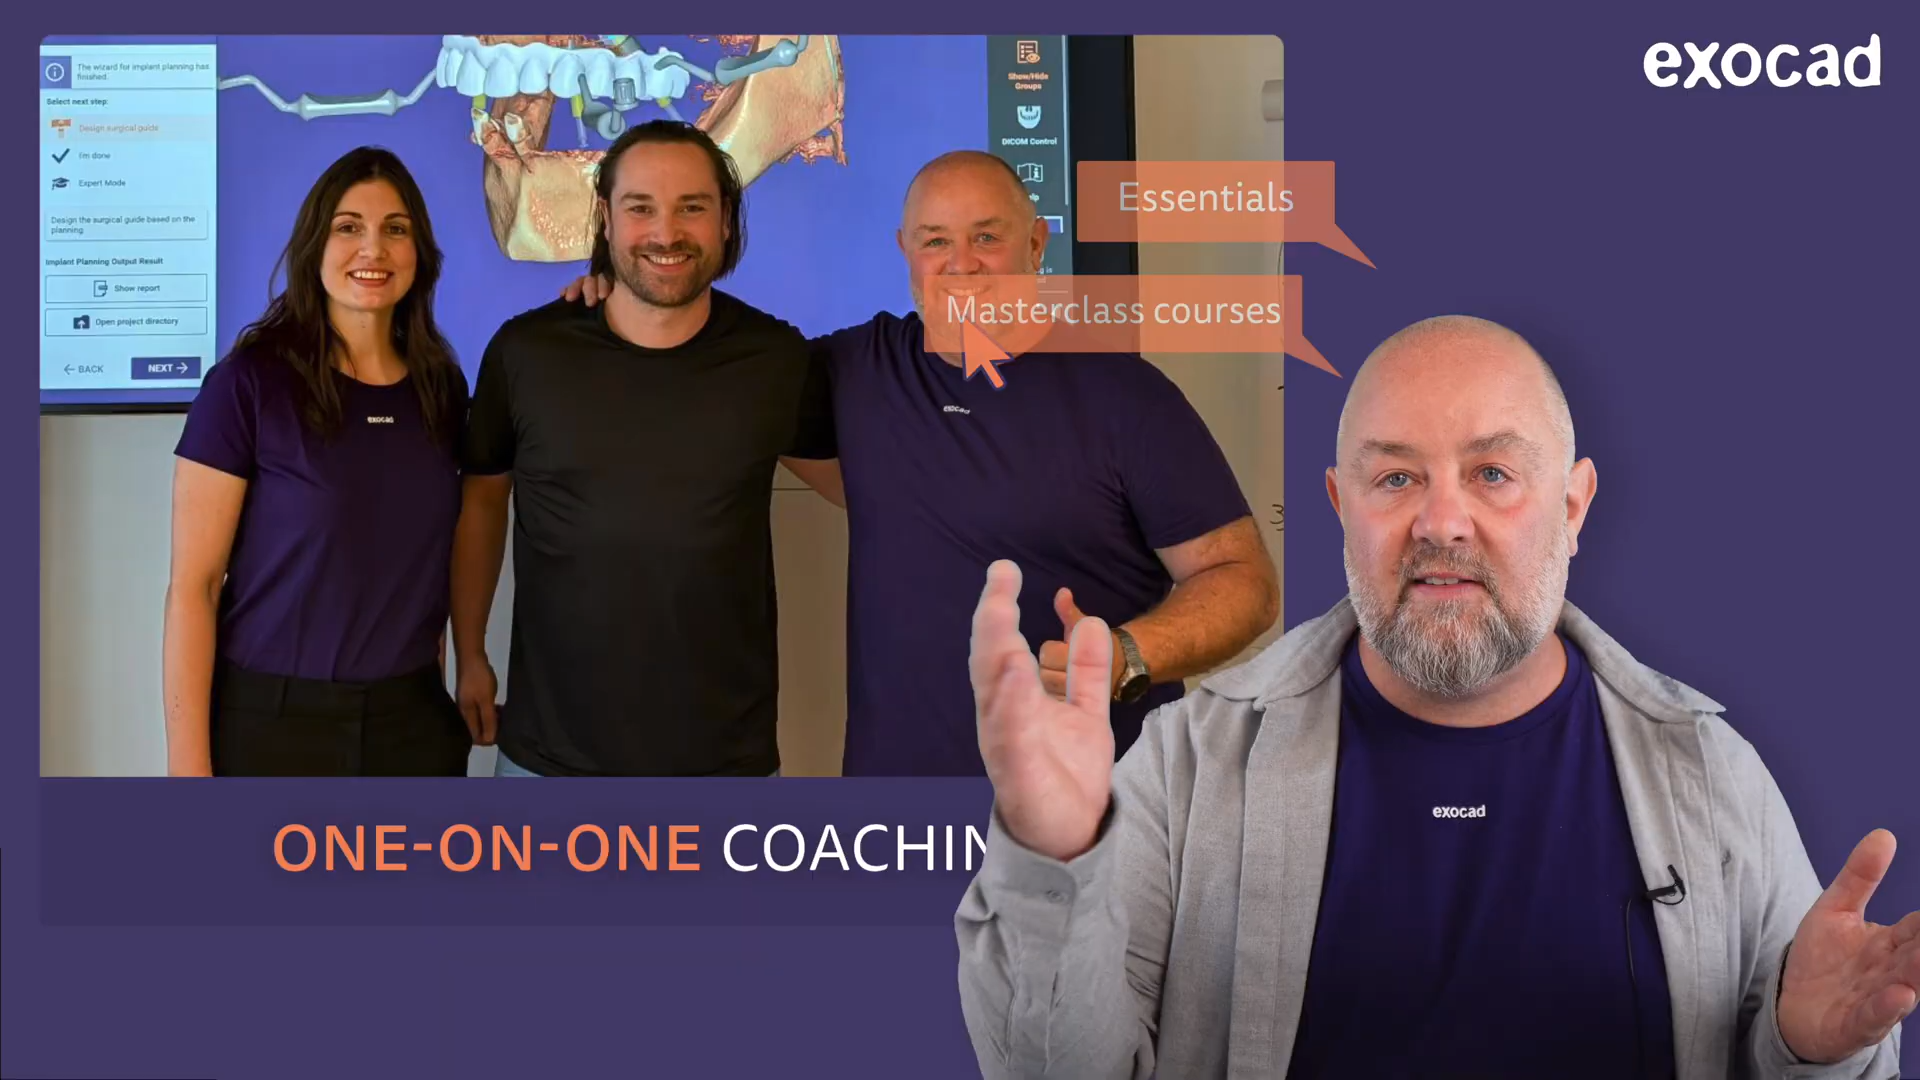 exocad
The wizard for implant planning has
finished.
Select next step:
Design surgical guide
I'm done
Expert Mode
Design the surgical guide based on the
planning
Implant Planning Output Result
Show report
Open project directory
BACK
NEXT
Show/Hide
Groups
DICOM Control
Essentials
Masterclass courses
exocad
exocad
exocad
ONE-ON-ONE COACHIN